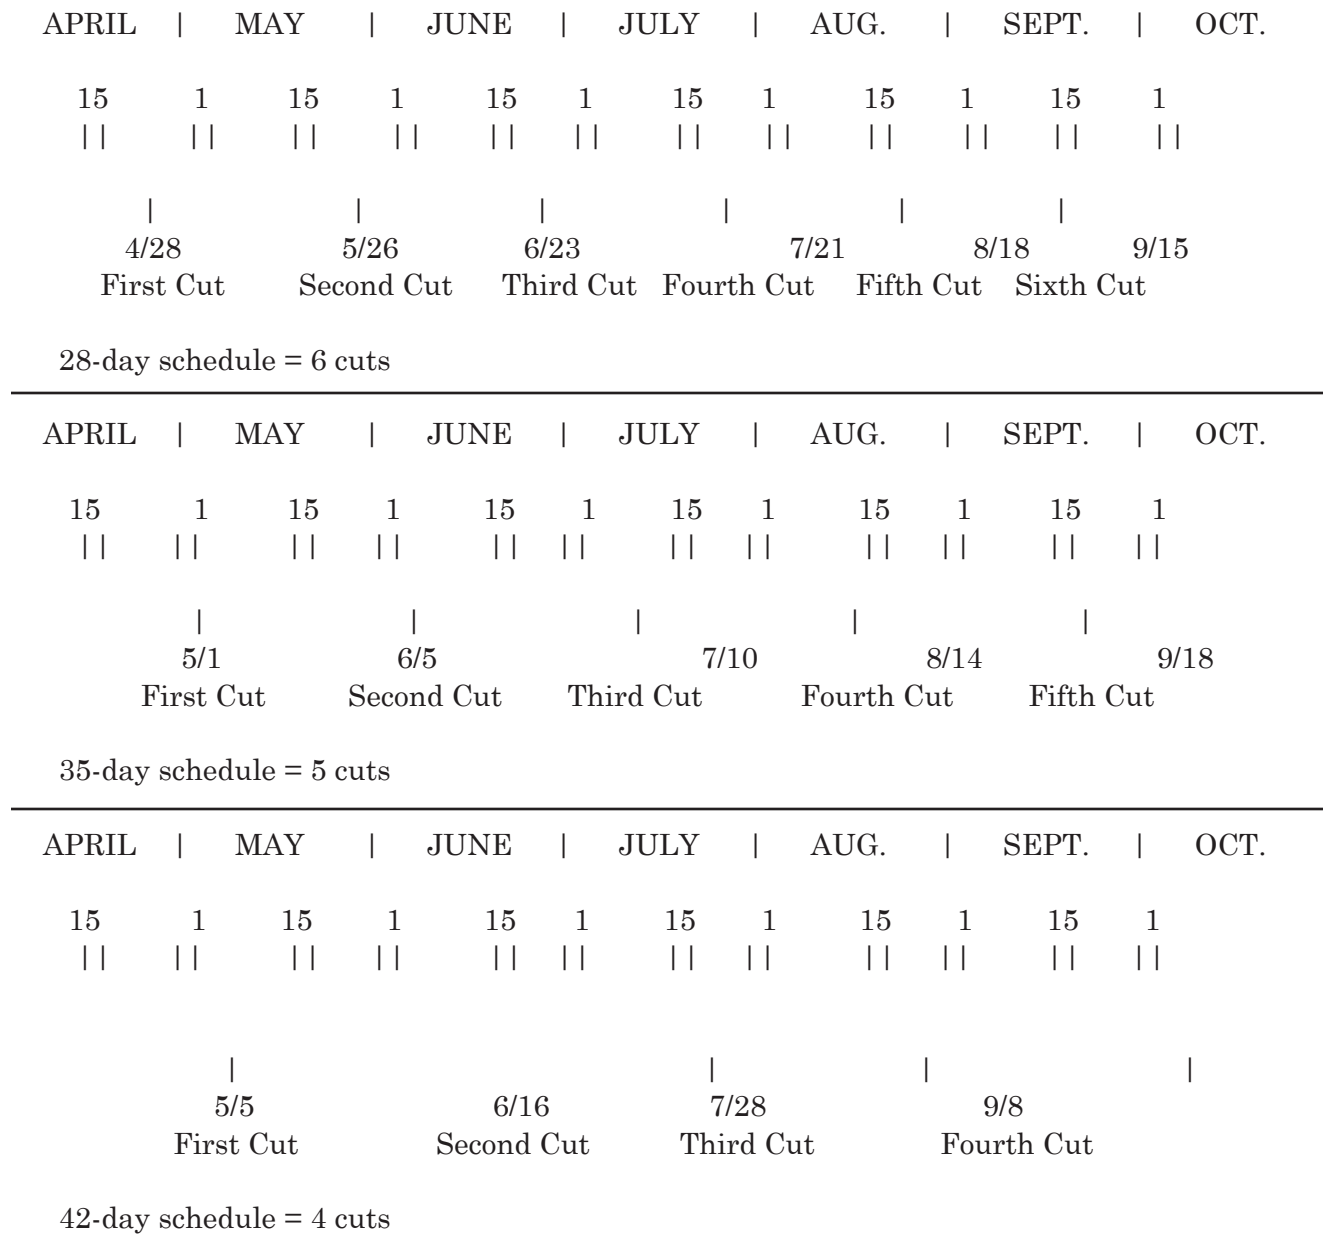 APRIL | MAY | JUNE | JULY | AUG. | SEPT. | OCT.
15 1 15 1 15 1 15 1 15 1 15 1
|| || || || || || || || || || || ||
| | | | | |
4/28 5/26 6/23 7/21 8/18 9/15
First Cut Second Cut Third Cut Fourth Cut Fifth Cut Sixth Cut
28-day schedule = 6 cuts
APRIL | MAY | JUNE | JULY | AUG. | SEPT. | OCT.
15 1 15 1 15 1 15 1 15 1 15 1
|| || || || || || || || || || || ||
| | | | |
5/1 6/5 7/10 8/14 9/18
First Cut Second Cut Third Cut Fourth Cut Fifth Cut
35-day schedule = 5 cuts
APRIL | MAY | JUNE | JULY | AUG. | SEPT. | OCT.
15 1 15 1 15 1 15 1 15 1 15 1
|| || || || || || || || || || || ||
| | | |
5/5 6/16 7/28 9/8
First Cut Second Cut Third Cut Fourth Cut
42-day schedule = 4 cuts